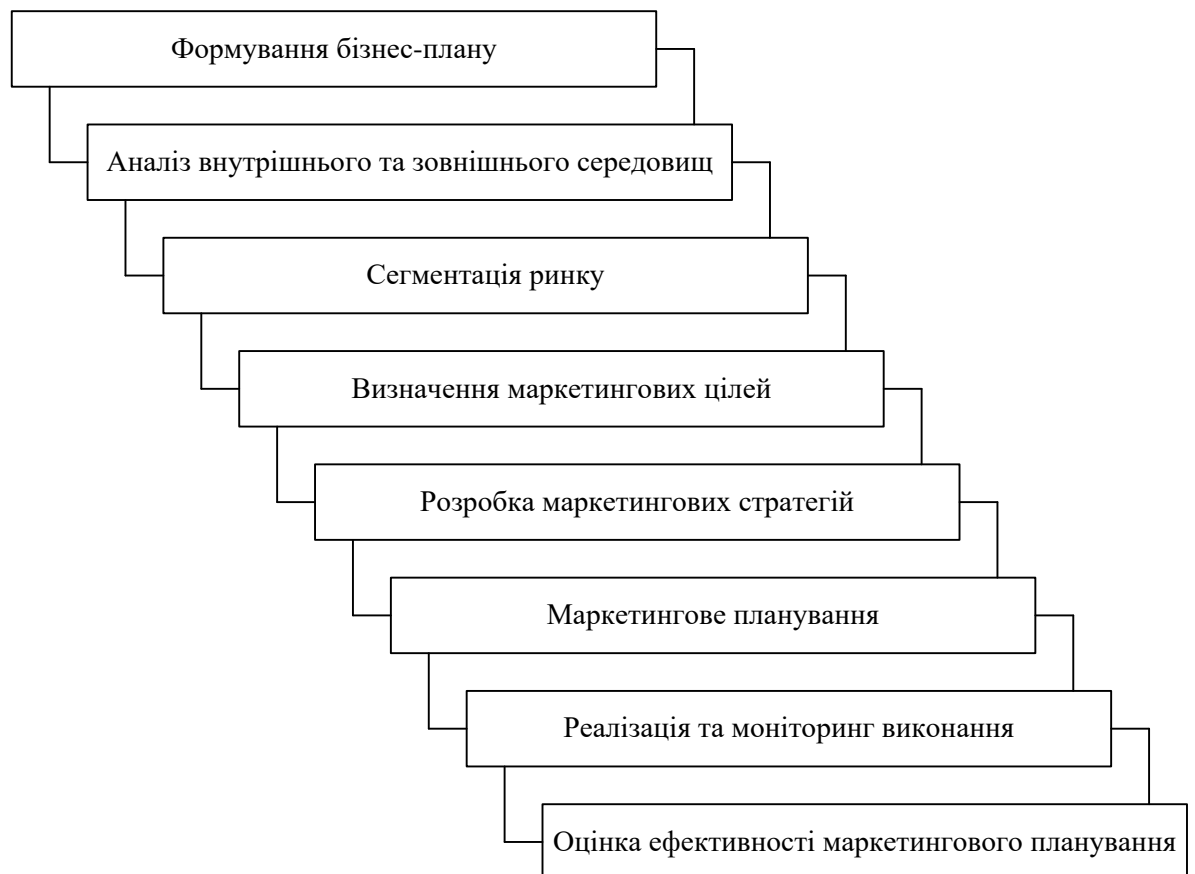 Формування бізнес-плану
Аналіз внутрішнього та зовнішнього середовищ
Сегментація ринку
Визначення маркетингових цілей
Розробка маркетингових стратегій
Маркетингове планування
Реалізація та моніторинг виконання
Оцінка ефективності маркетингового планування